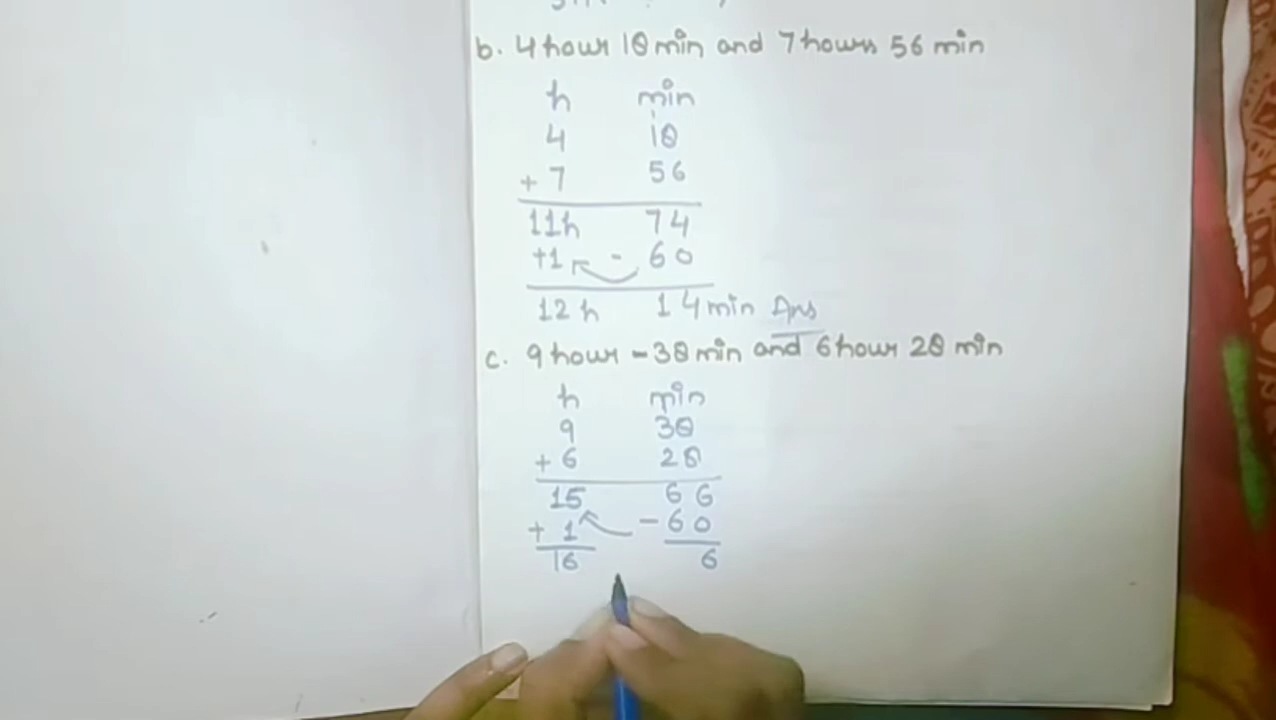 b. 4 hour 18 min and 7 hours 56 min
h min
1
4 18
+ 7 56
11h 74
+1 - 60
12 h 14 min Ans
c. 9 hour - 38 min and 6 hour 28 min
h min
9 38
+ 6 28
15 66
+ 1 - 60
16 6